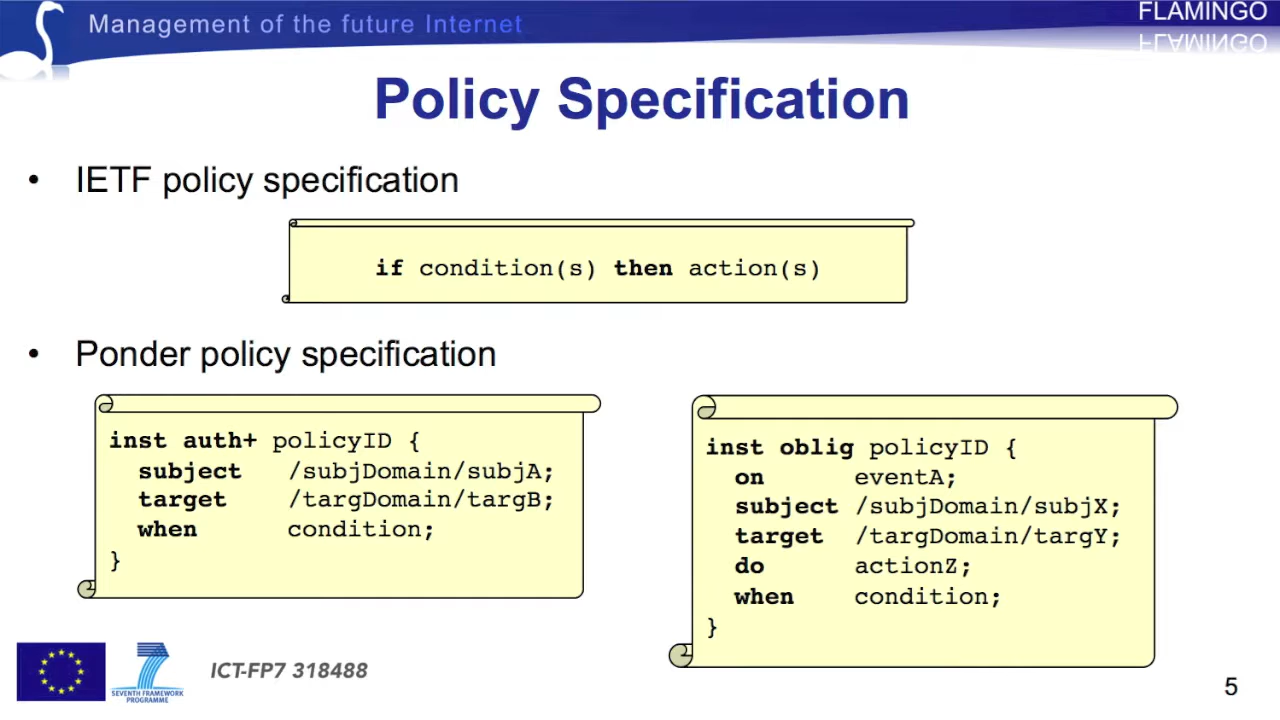 Management of the future Internet
FLAMINGO
FLAMINGO
Policy Specification
• IETF policy specification
if condition(s) then action(s)
• Ponder policy specification
inst auth+ policyID {
subject /subjDomain/subjA;
target /targDomain/targB;
when condition;
}
inst oblig policyID {
on eventA;
subject /subjDomain/subjX;
target /targDomain/targY;
do actionZ;
when condition;
}
7
SEVENTH FRAMEWORK
PROGRAMME
ICT-FP7 318488
5